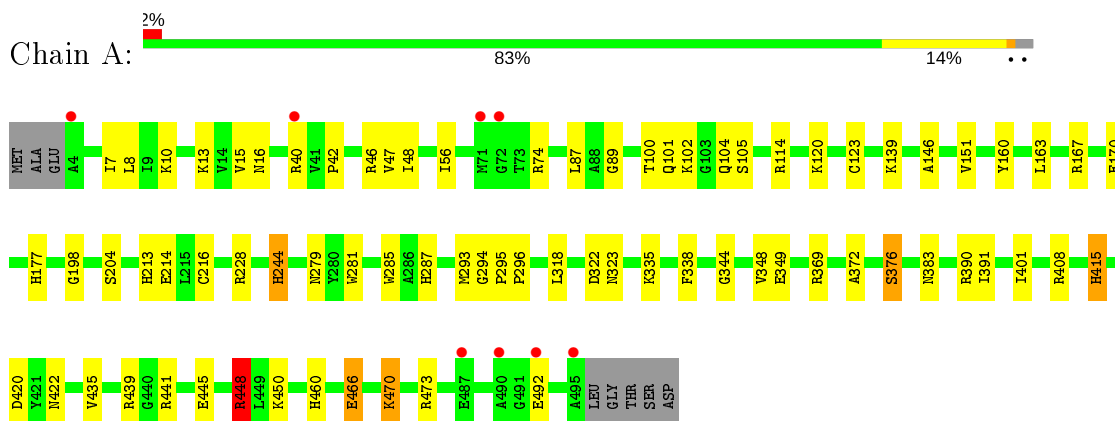 2%
Chain A:
83% 14% • •
MET ALA GLU A4 I7 L8 I9 K10 K13 V14 V15 N16 R40 V41 P42 R46 V47 I48 I56 M71 G72 T73 R74 L87 A88 G89 T100 Q101 K102 G103 Q104 S105 R114 K120 C123 K139 A146 V151 Y160 L163 R167
H177 G198 S204 H213 E214 L215 C216 R228 H244 N279 Y280 W281 W285 A286 H287 M293 G294 P295 P296 L318 D322 N323 K335 F338 G344 V348 E349 R369 A372 S376 N383 R390 I391 I401 R408 H415
D420 Y421 N422 V435 R439 G440 R441 E445 R448 L449 K450 H460 E466 K470 R473 E487 A490 G491 E492 A495 LEU GLY THR SER ASP